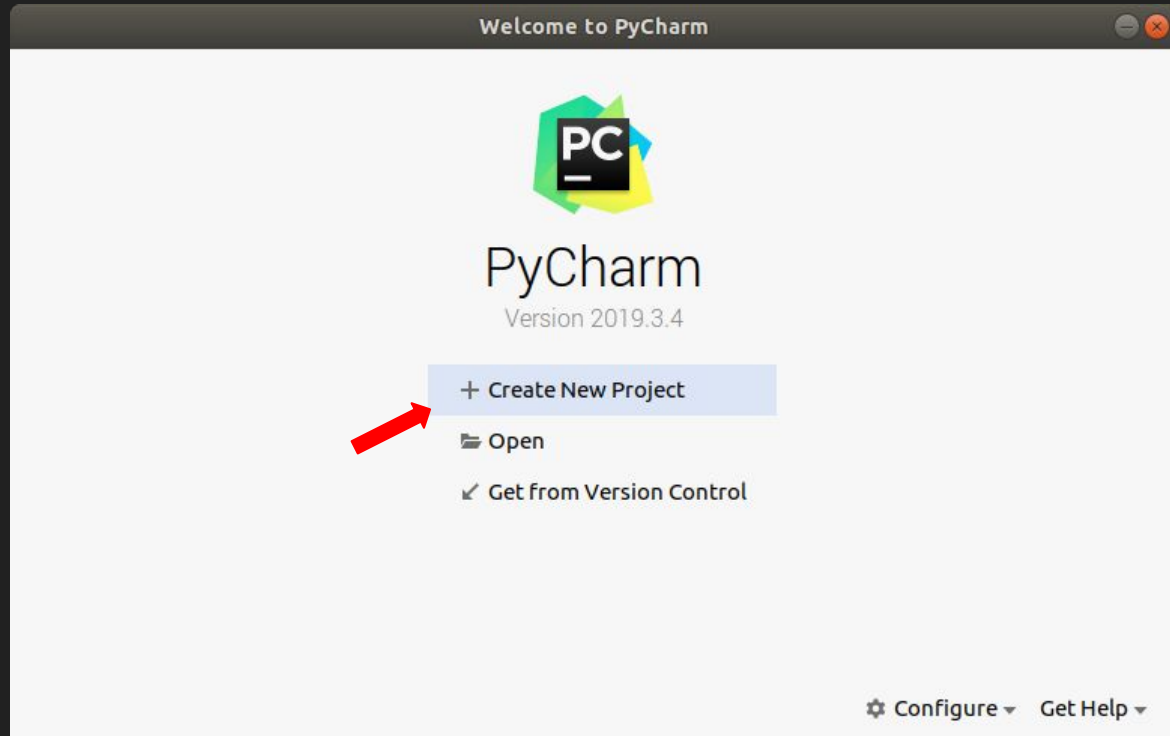 Welcome to PyCharm
PC
PyCharm
Version 2019.3.4
Create New Project
Open
Get from Version Control
Configure Get Help